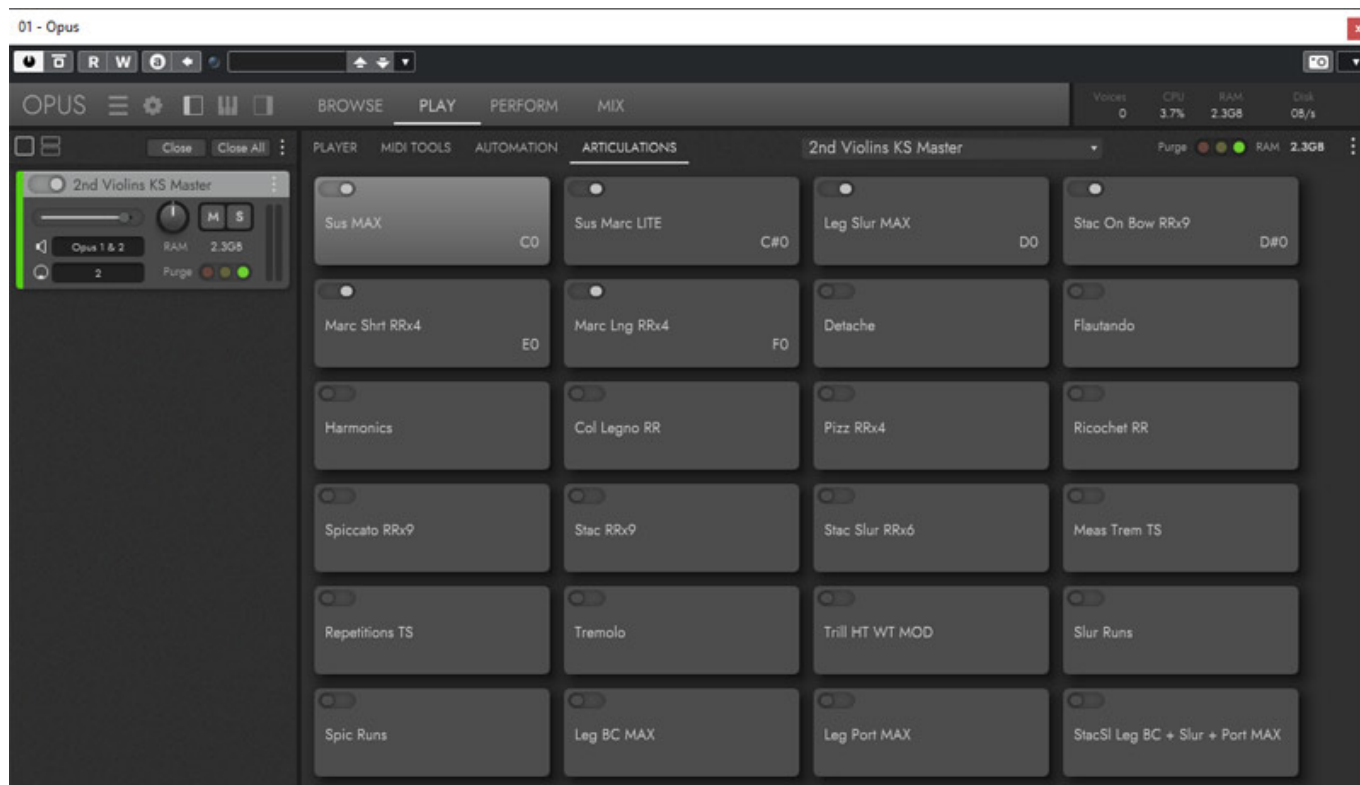 01 - Opus
R W
OPUS BROWSE PLAY PERFORM MIX Voices 0 CPU 3.7% RAM 2.3GB Disk 0B/s
Close Close All PLAYER MIDI TOOLS AUTOMATION ARTICULATIONS 2nd Violins KS Master Purge RAM 2.3GB
2nd Violins KS Master
M S
Opus 1 & 2 RAM 2.3GB
2 Purge
Sus MAX C0
Sus Marc LITE C#0
Leg Slur MAX D0
Stac On Bow RRx9 D#0
Marc Shrt RRx4 E0
Marc Lng RRx4 F0
Detache
Flautando
Harmonics
Col Legno RR
Pizz RRx4
Ricochet RR
Spiccato RRx9
Stac RRx9
Stac Slur RRx6
Meas Trem TS
Repetitions TS
Tremolo
Trill HT WT MOD
Slur Runs
Spic Runs
Leg BC MAX
Leg Port MAX
StacSl Leg BC + Slur + Port MAX